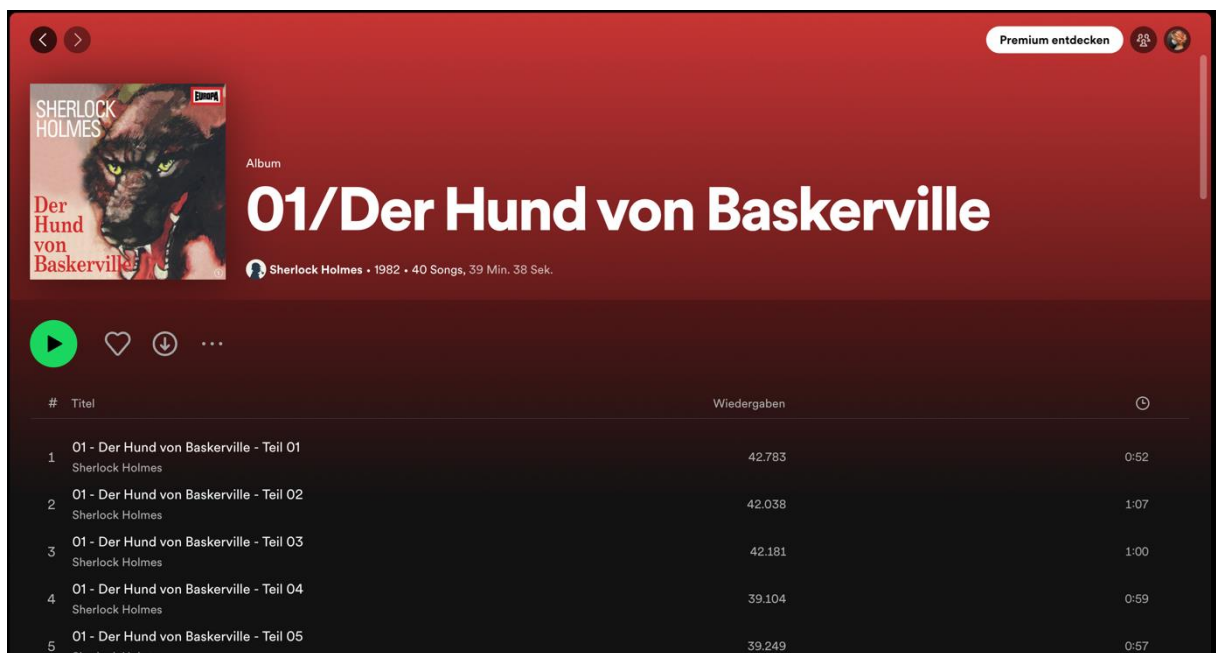 Premium entdecken
SHERLOCK
HOLMES
EUROPA
Der
Hund
von
Baskerville
Album
01/Der Hund von Baskerville
Sherlock Holmes • 1982 • 40 Songs, 39 Min. 38 Sek.
# Titel Wiedergaben
1 01 - Der Hund von Baskerville - Teil 01 42.783 0:52
Sherlock Holmes
2 01 - Der Hund von Baskerville - Teil 02 42.038 1:07
Sherlock Holmes
3 01 - Der Hund von Baskerville - Teil 03 42.181 1:00
Sherlock Holmes
4 01 - Der Hund von Baskerville - Teil 04 39.104 0:59
Sherlock Holmes
5 01 - Der Hund von Baskerville - Teil 05 39.249 0:57